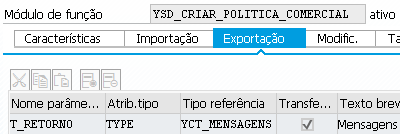 Módulo de função YSD_CRIAR_POLITICA_COMERCIAL ativo
Características Importação Exportação Modific. Ta
Nome parâme... Atrib.tipo Tipo referência Transfe... Texto brev
T_RETORNO TYPE YCT_MENSAGENS Mensagens